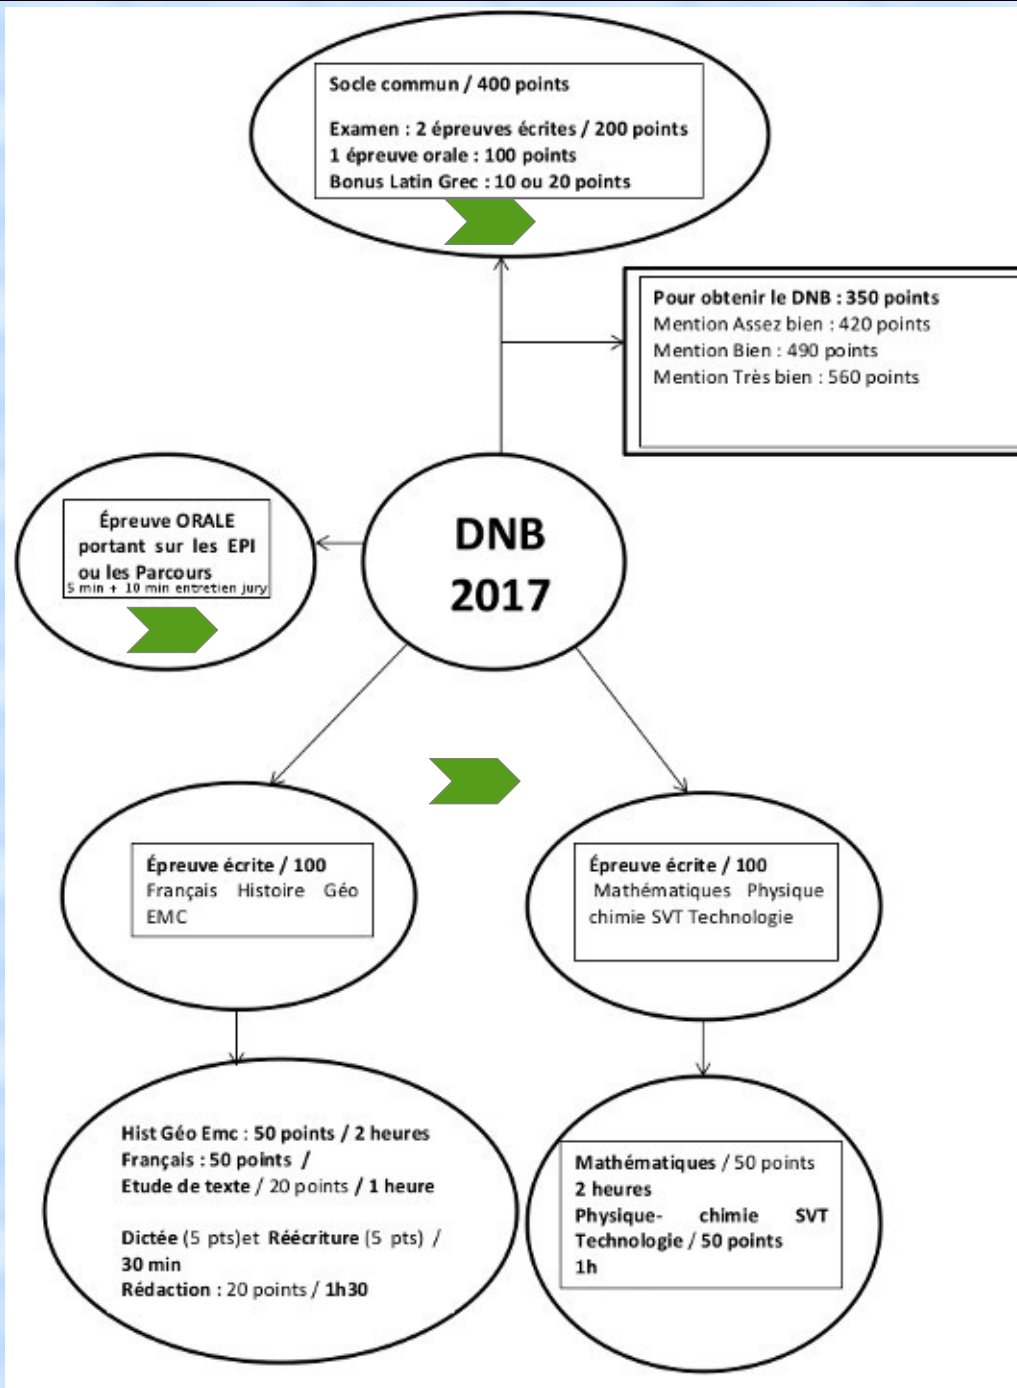 Socle commun / 400 points
Examen : 2 épreuves écrites / 200 points
1 épreuve orale : 100 points
Bonus Latin Grec : 10 ou 20 points
Pour obtenir le DNB : 350 points
Mention Assez bien : 420 points
Mention Bien : 490 points
Mention Très bien : 560 points
Épreuve ORALE
portant sur les EPI
ou les Parcours
5 min + 10 min entretien jury
DNB
2017
Épreuve écrite / 100
Français Histoire Géo
EMC
Épreuve écrite / 100
Mathématiques Physique
chimie SVT Technologie
Hist Géo Emc : 50 points / 2 heures
Français : 50 points /
Etude de texte / 20 points / 1 heure
Dictée (5 pts)et Réécriture (5 pts) /
30 min
Rédaction : 20 points / 1h30
Mathématiques / 50 points
2 heures
Physique- chimie SVT
Technologie / 50 points
1h